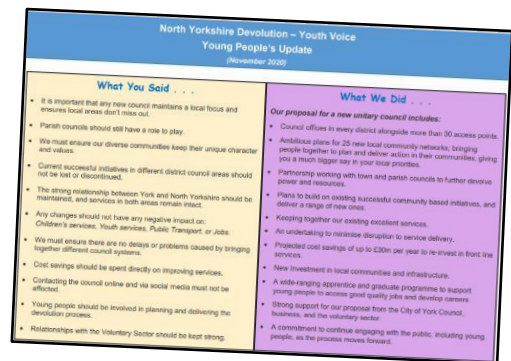 North Yorkshire Devolution – Youth Voice
Young People's Update
(November 2020)
What You Said . . .
• It is important that any new council maintains a local focus and
ensures local areas don't miss out.
• Parish councils should still have a role to play.
• We must ensure our diverse communities keep their unique character
and values.
• Current successful initiatives in different district council areas should
not be lost or discontinued.
• The strong relationship between York and North Yorkshire should be
maintained, and services in both areas remain intact.
• Any changes should not have any negative impact on:
Children's services, Youth services, Public Transport, or Jobs.
• We must ensure there are no delays or problems caused by bringing
together different council systems.
• Cost savings should be spent directly on improving services.
• Contacting the council online and via social media must not be
affected.
• Young people should be involved in planning and delivering the
devolution process.
• Relationships with the Voluntary Sector should be kept strong.
What We Did . . .
Our proposal for a new unitary council includes:
• Council offices in every district alongside more than 30 access points.
• Ambitious plans for 25 new local community networks; bringing
people together to plan and deliver action in their communities, giving
you a much bigger say in your local priorities.
• Partnership working with town and parish councils to further devolve
power and resources.
• Plans to build on existing successful community based initiatives, and
deliver a range of new ones.
• Keeping together our existing excellent services.
• An undertaking to minimise disruption to service delivery.
• Projected cost savings of up to £30m per year to re-invest in front line
services.
• New investment in local communities and infrastructure.
• A wide-ranging apprentice and graduate programme to support
young people to access good quality jobs and develop careers.
• Strong support for our proposal from the City of York Council,
business, and the voluntary sector.
• A commitment to continue engaging with the public, including young
people, as the process moves forward.